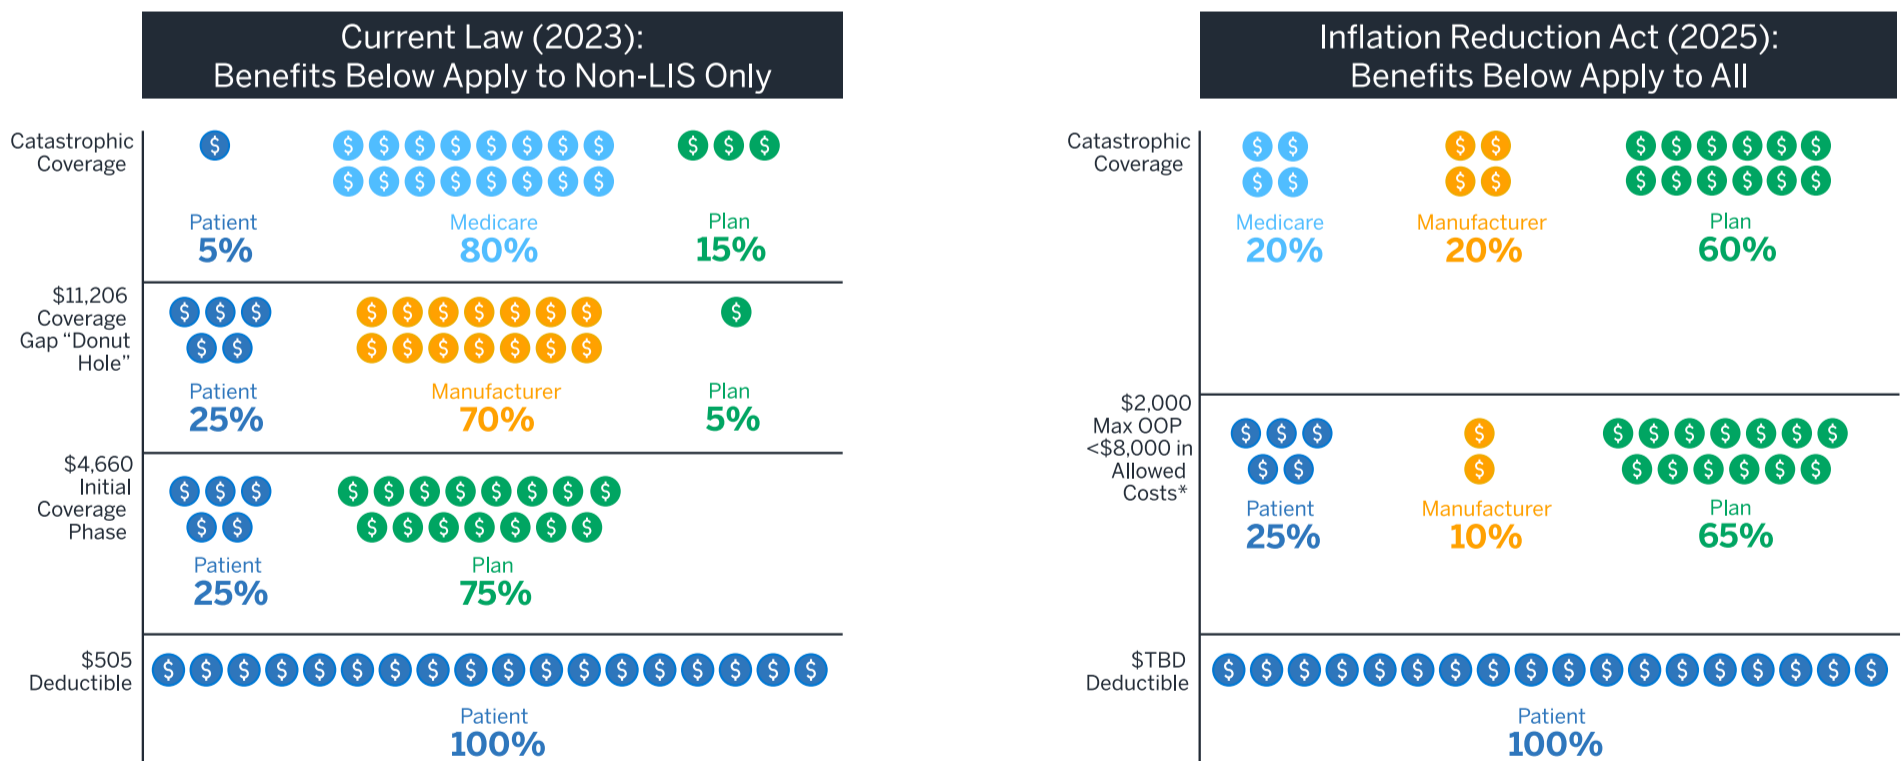 Current Law (2023):
Benefits Below Apply to Non-LIS Only
Catastrophic
Coverage
$
$ $ $ $ $ $ $ $
$ $ $ $ $ $ $ $
$ $ $
Patient
5%
Medicare
80%
Plan
15%
$11,206
Coverage
Gap “Donut
Hole”
$ $ $
$ $
$ $ $ $ $ $ $
$ $ $ $ $ $ $
$
Patient
25%
Manufacturer
70%
Plan
5%
$4,660
Initial
Coverage
Phase
$ $ $
$ $
$ $ $ $ $ $ $ $
$ $ $ $ $ $ $
Patient
25%
Plan
75%
$505
Deductible
$ $ $ $ $ $ $ $ $ $ $ $ $ $ $ $ $ $
Patient
100%
Inflation Reduction Act (2025):
Benefits Below Apply to All
Catastrophic
Coverage
$ $
$ $
$ $
$ $
$ $ $ $ $ $
$ $ $ $ $ $
Medicare
20%
Manufacturer
20%
Plan
60%
$2,000
Max OOP
<$8,000 in
Allowed
Costs*
$ $ $
$ $
$
$
$ $ $ $ $ $ $
$ $ $ $ $ $
Patient
25%
Manufacturer
10%
Plan
65%
$TBD
Deductible
$ $ $ $ $ $ $ $ $ $ $ $ $ $ $ $ $ $
Patient
100%